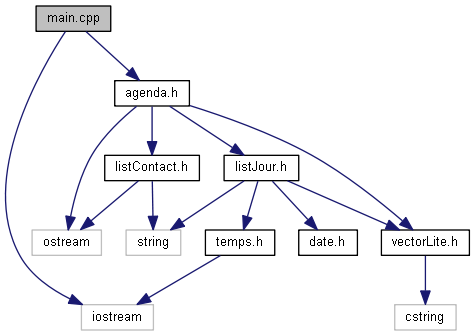 main.cpp
agenda.h
listContact.h
listJour.h
ostream
string
temps.h
date.h
vectorLite.h
iostream
cstring